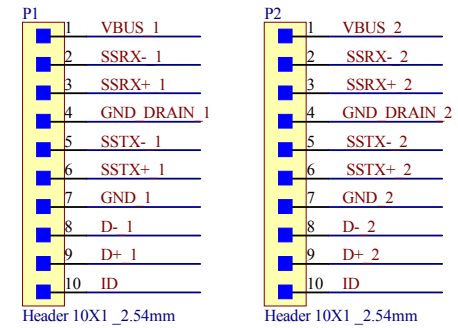 P1
1 VBUS_1
2 SSRX-_1
3 SSRX+_1
4 GND_DRAIN_1
5 SSTX-_1
6 SSTX+_1
7 GND_1
8 D-_1
9 D+_1
10 ID
Header 10X1 _2.54mm
P2
1 VBUS_2
2 SSRX-_2
3 SSRX+_2
4 GND_DRAIN_2
5 SSTX-_2
6 SSTX+_2
7 GND_2
8 D-_2
9 D+_2
10 ID
Header 10X1 _2.54mm